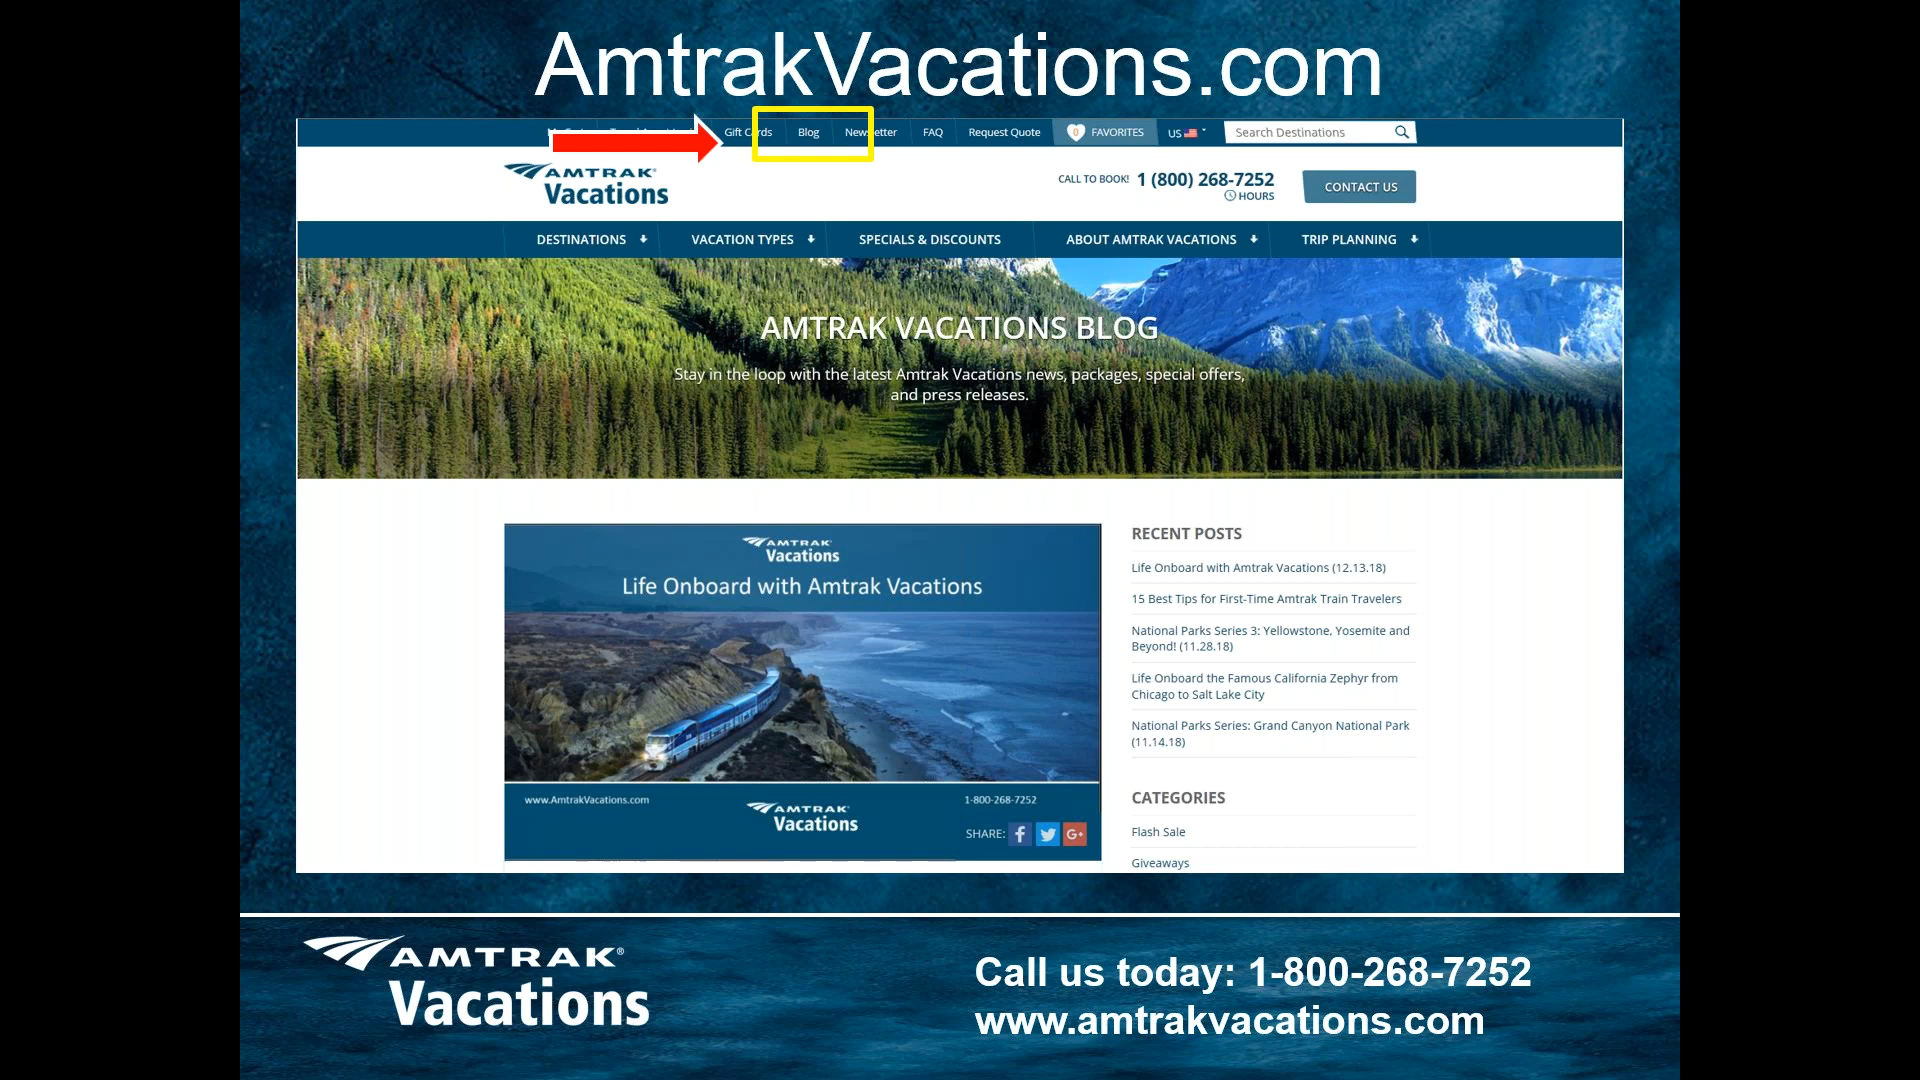 AmtrakVacations.com
Gift Cards Blog Newsletter FAQ Request Quote 0 FAVORITES US Search Destinations
AMTRAK
Vacations
CALL TO BOOK! 1 (800) 268-7252
HOURS
CONTACT US
DESTINATIONS VACATION TYPES SPECIALS & DISCOUNTS ABOUT AMTRAK VACATIONS TRIP PLANNING
AMTRAK VACATIONS BLOG
Stay in the loop with the latest Amtrak Vacations news, packages, special offers,
and press releases.
AMTRAK
Vacations
Life Onboard with Amtrak Vacations
www.AmtrakVacations.com
AMTRAK
Vacations
1-800-268-7252
SHARE: f G+
RECENT POSTS
Life Onboard with Amtrak Vacations (12.13.18)
15 Best Tips for First-Time Amtrak Train Travelers
National Parks Series 3: Yellowstone, Yosemite and
Beyond! (11.28.18)
Life Onboard the Famous California Zephyr from
Chicago to Salt Lake City
National Parks Series: Grand Canyon National Park
(11.14.18)
CATEGORIES
Flash Sale
Giveaways
AMTRAK®
Vacations
Call us today: 1-800-268-7252
www.amtrakvacations.com